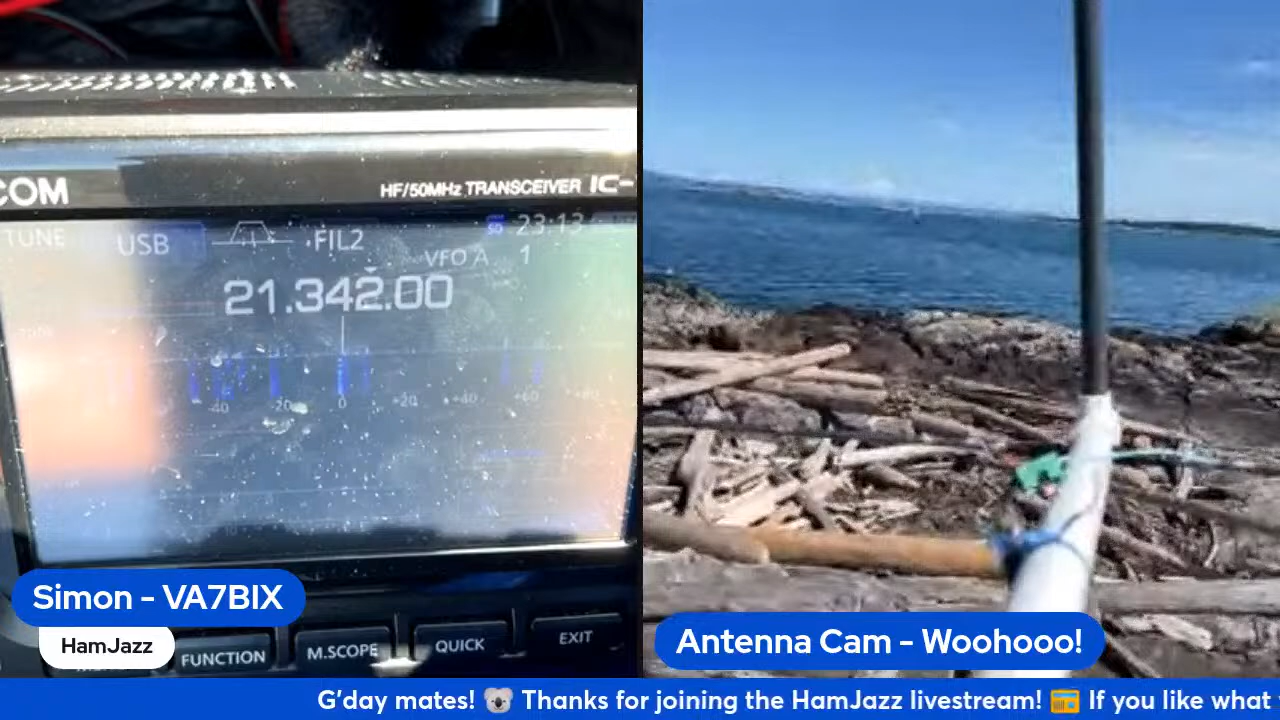 COM
HF/50MHz TRANSCEIVER IC-
TUNE USB FIL2 23:13
VFO A 1
21.342.00
-40 -20 0 +20 +40 +60
FUNCTION M.SCOPE QUICK EXIT
Simon - VA7BIX
HamJazz
Antenna Cam - Woohooo!
G'day mates! 🐨 Thanks for joining the HamJazz livestream! 📻 If you like what